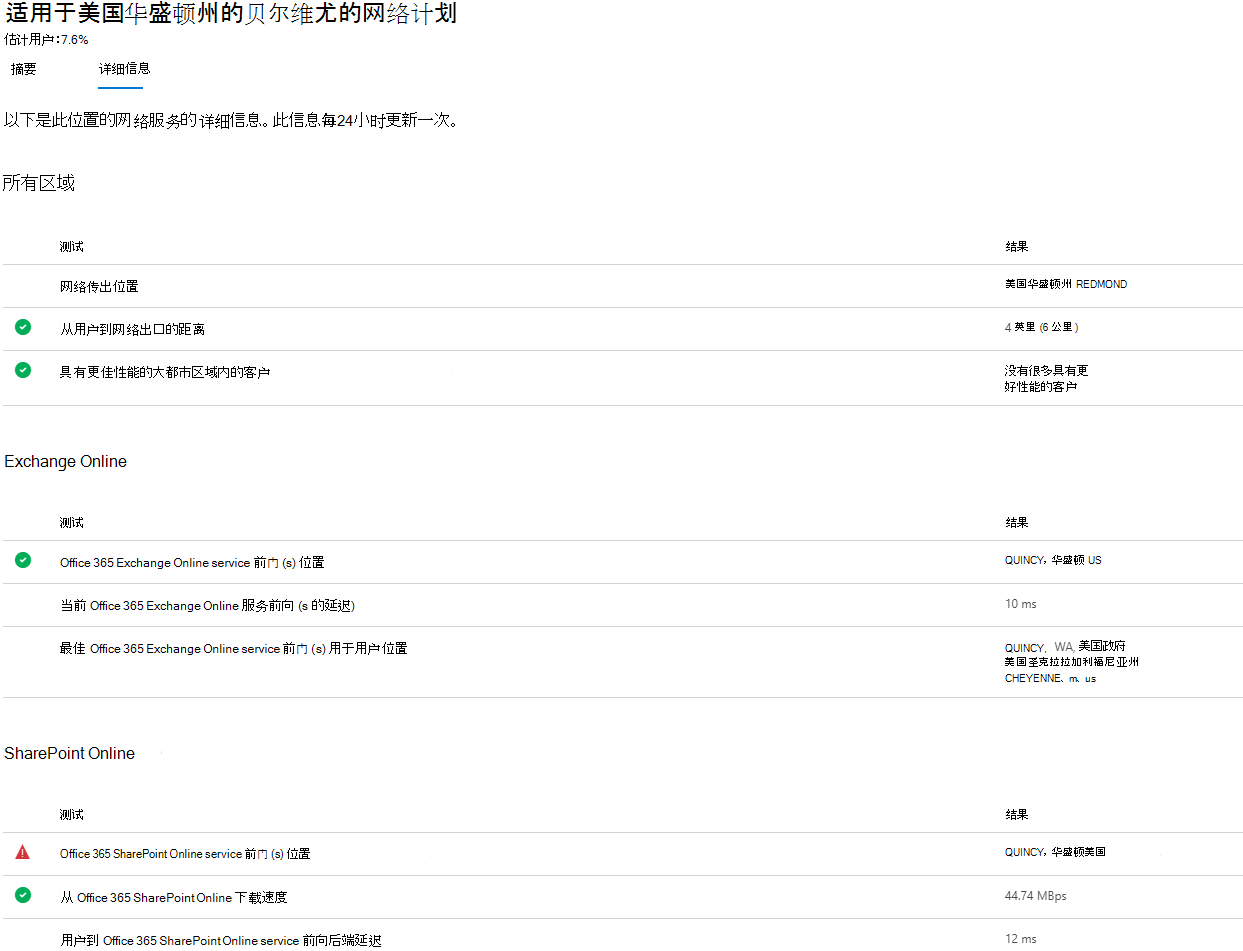 适用于美国华盛顿州的贝尔维尤的网络计划
估计用户：7.6%
摘要 详细信息
以下是此位置的网络服务的详细信息。此信息每24小时更新一次。
所有区域
测试 结果
网络传出位置 美国华盛顿州 REDMOND
从用户到网络出口的距离 4 英里 (6 公里)
具有更佳性能的大都市区域内的客户 没有很多具有更
好性能的客户
Exchange Online
测试 结果
Office 365 Exchange Online service 前门 (s) 位置 QUINCY，华盛顿 US
当前 Office 365 Exchange Online 服务前向 (s 的延迟) 10 ms
最佳 Office 365 Exchange Online service 前门 (s) 用于用户位置 QUINCY、WA, 美国政府
美国圣克拉拉加利福尼亚州
CHEYENNE、m、us
SharePoint Online
测试 结果
Office 365 SharePoint Online service 前门 (s) 位置 QUINCY，华盛顿美国
从 Office 365 SharePoint Online 下载速度 44.74 MBps
用户到 Office 365 SharePoint Online service 前向后端延迟 12 ms